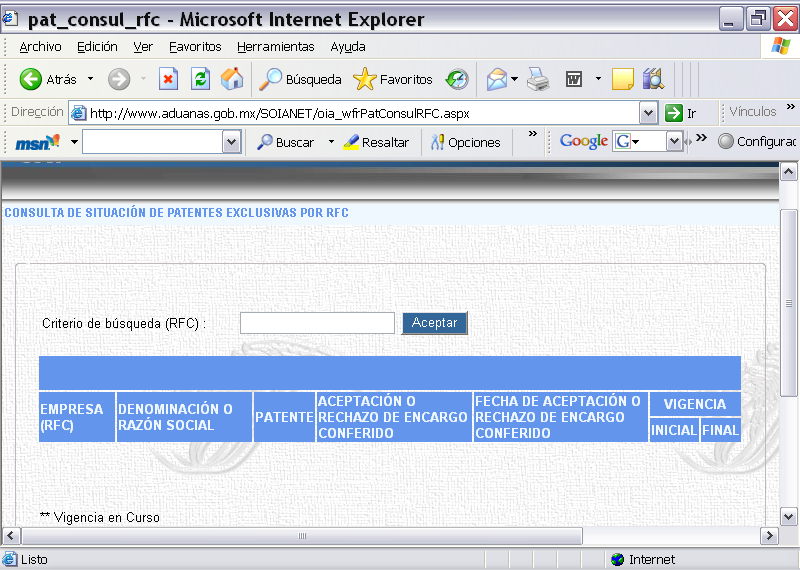 pat_consul_rfc - Microsoft Internet Explorer
Archivo Edición Ver Favoritos Herramientas Ayuda
Atrás Búsqueda Favoritos W
Dirección http://www.aduanas.gob.mx/SOIANET/oia_wfrPatConsulRFC.aspx Ir Vínculos »
msn Buscar Resaltar Opciones » Google G » Configurac
CONSULTA DE SITUACIÓN DE PATENTES EXCLUSIVAS POR RFC
Criterio de búsqueda (RFC) : Aceptar
EMPRESA (RFC)
DENOMINACIÓN O RAZÓN SOCIAL
PATENTE
ACEPTACIÓN O RECHAZO DE ENCARGO CONFERIDO
FECHA DE ACEPTACIÓN O RECHAZO DE ENCARGO CONFERIDO
VIGENCIA
INICIAL FINAL
** Vigencia en Curso
Listo Internet